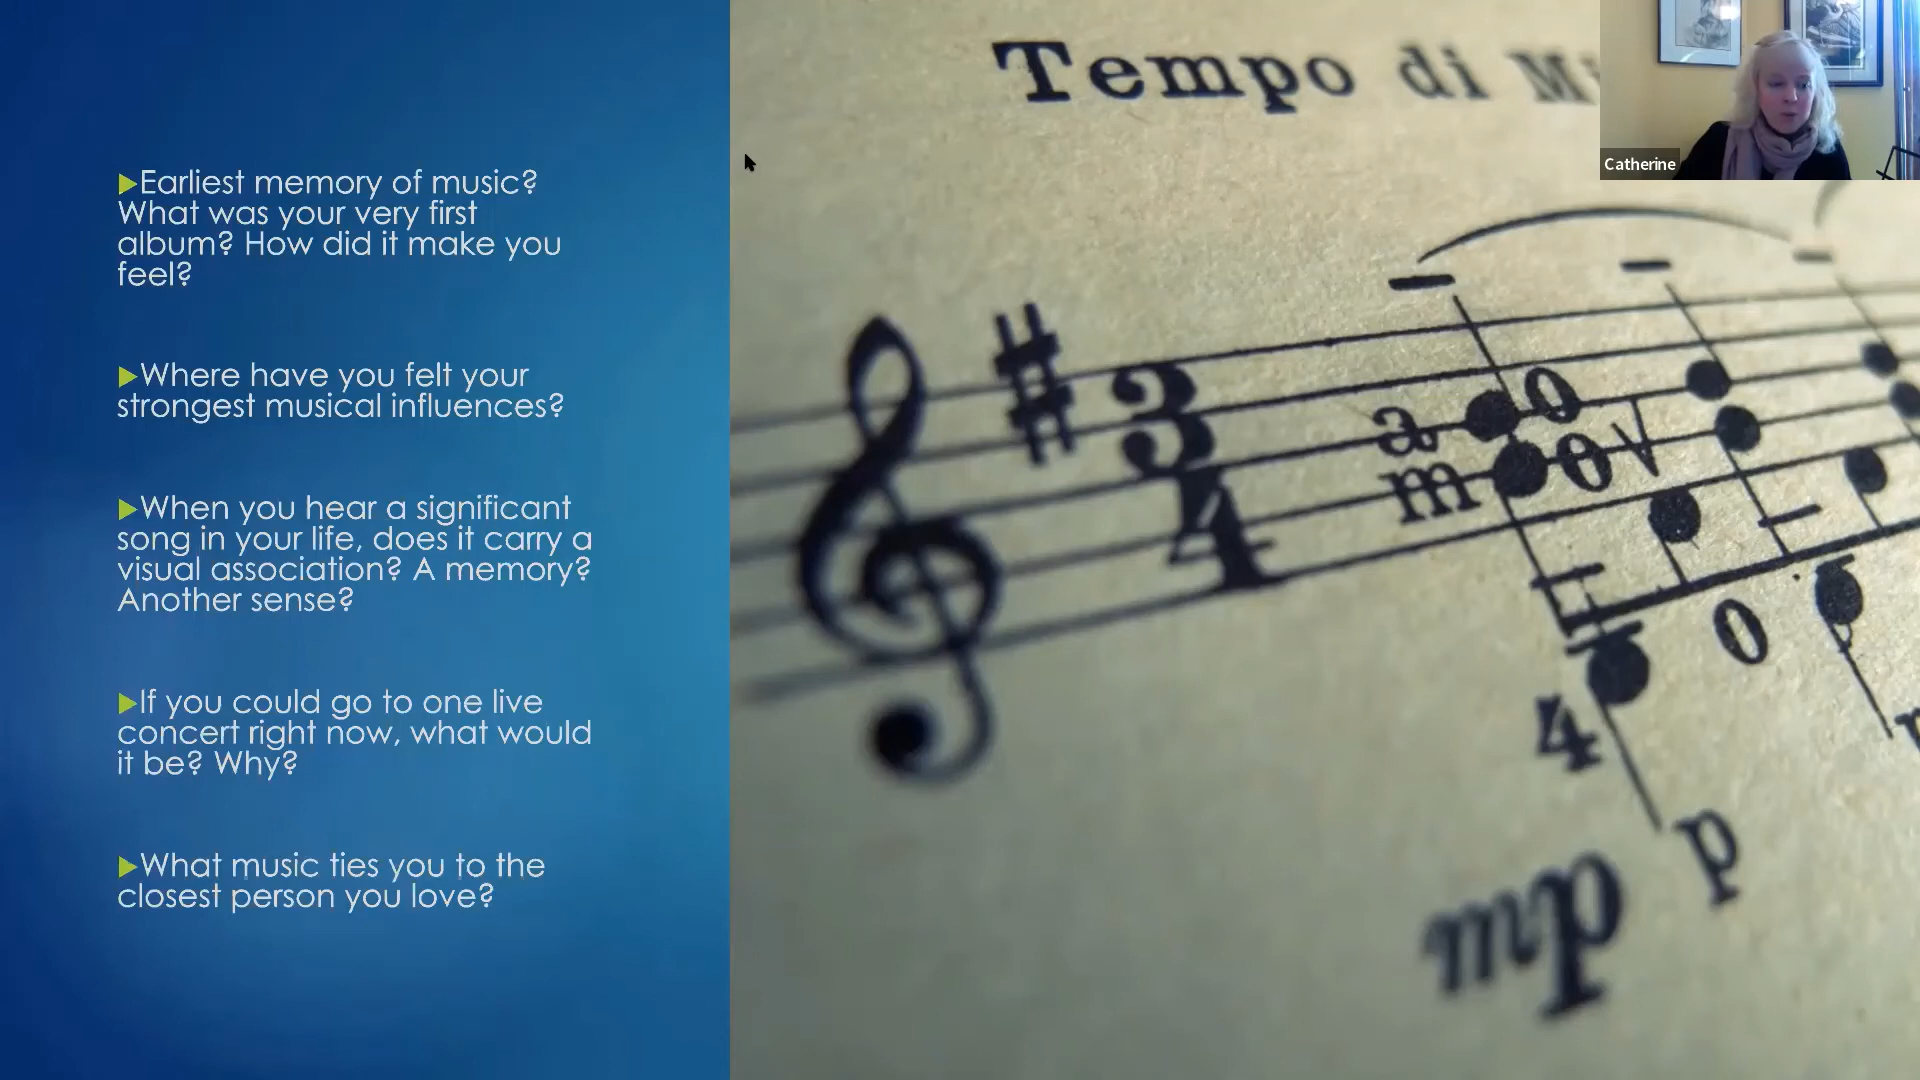 ▶Earliest memory of music?
What was your very first
album? How did it make you
feel?
▶Where have you felt your
strongest musical influences?
▶When you hear a significant
song in your life, does it carry a
visual association? A memory?
Another sense?
▶If you could go to one live
concert right now, what would
it be? Why?
▶What music ties you to the
closest person you love?
Tempo di
Catherine
3
4
a 0
m 0
0
4
p
mp